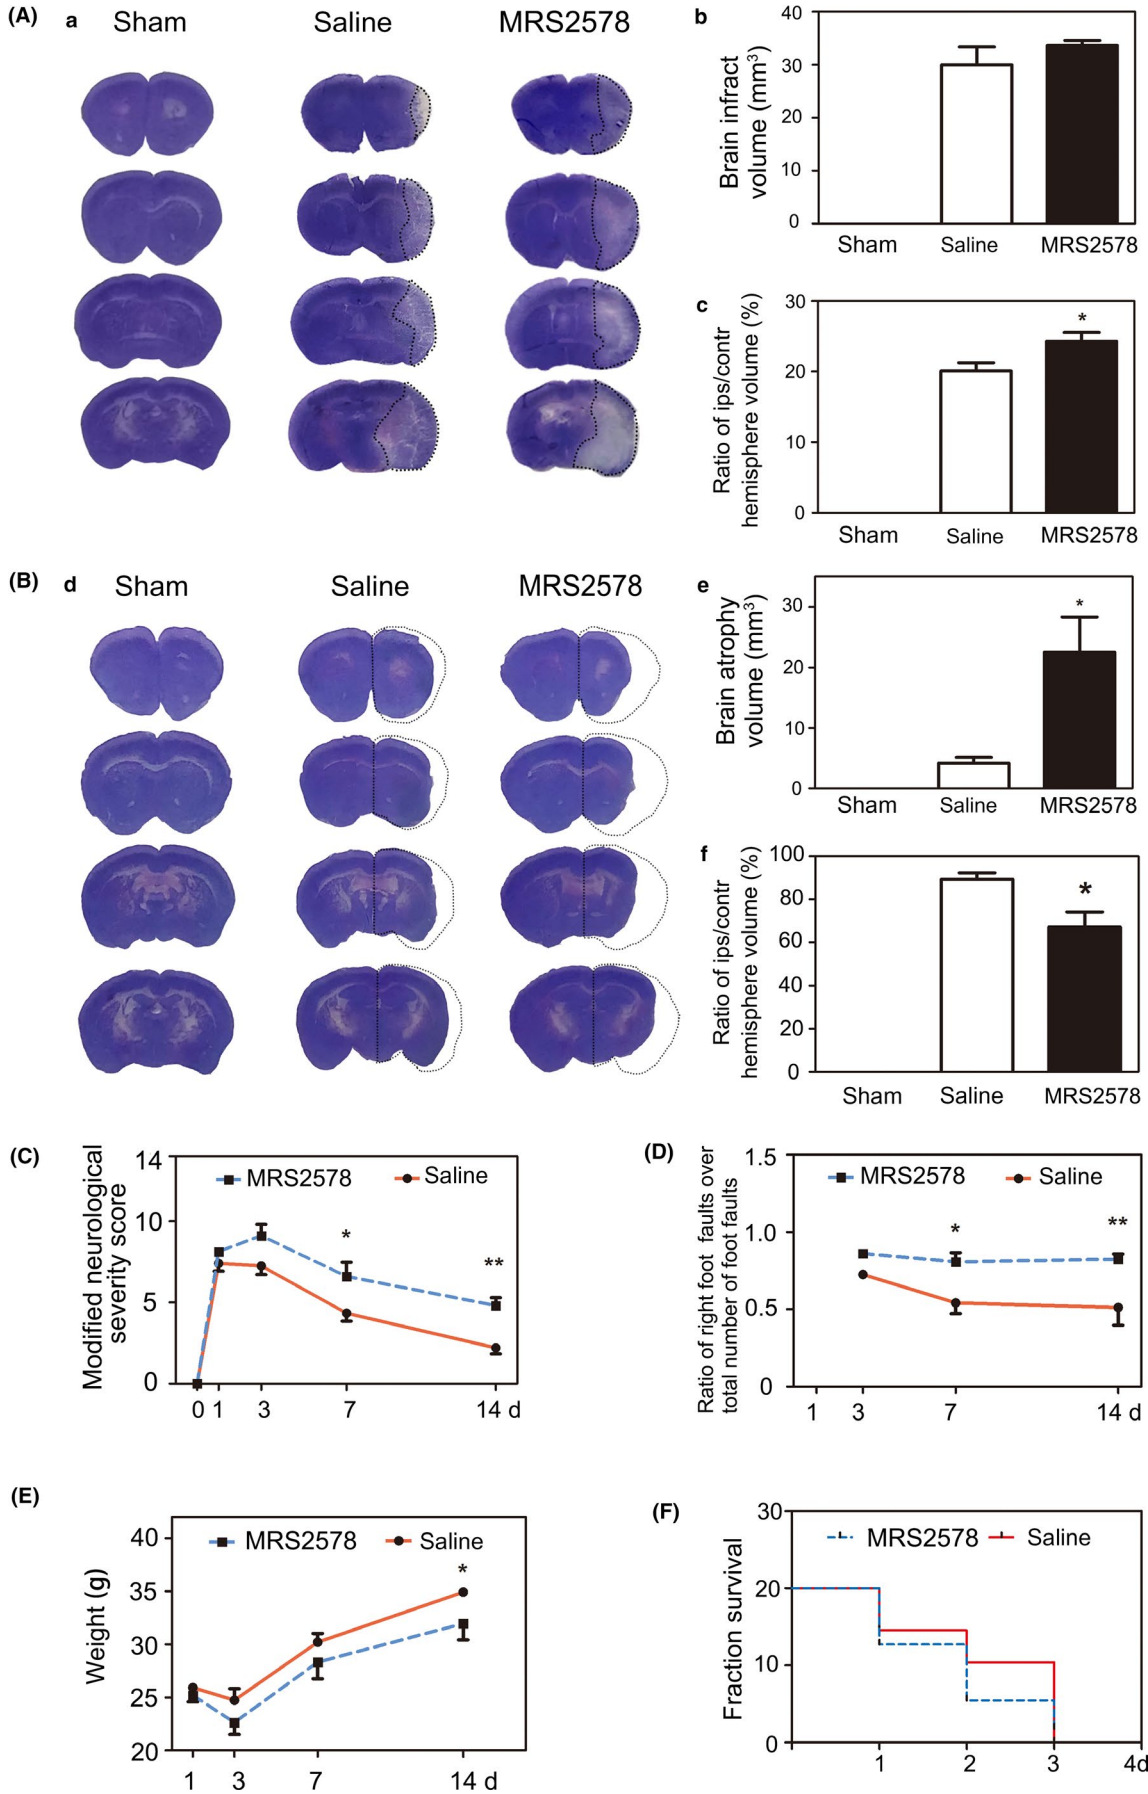 (A) a Sham Saline MRS2578
b
Brain infract
volume (mm³)
40
30
20
10
0
Sham Saline MRS2578
c
Ratio of ips/contr
hemisphere volume (%)
30
20
10
0
*
Sham Saline MRS2578
(B) d Sham Saline MRS2578
e
Brain atrophy
volume (mm³)
30
20
10
0
*
Sham Saline MRS2578
f
Ratio of ips/contr
hemisphere volume (%)
100
80
60
40
20
0
*
Sham Saline MRS2578
(C)
Modified neurological
severity score
14
10
5
0
MRS2578 Saline
*
**
0 1 3 7 14 d
(D)
Ratio of right foot faults over
total number of foot faults
1.5
1.0
0.5
0
MRS2578 Saline
*
**
1 3 7 14 d
(E)
Weight (g)
40
35
30
25
20
MRS2578 Saline
*
1 3 7 14 d
(F)
Fraction survival
30
20
10
0
MRS2578 Saline
1 2 3 4d